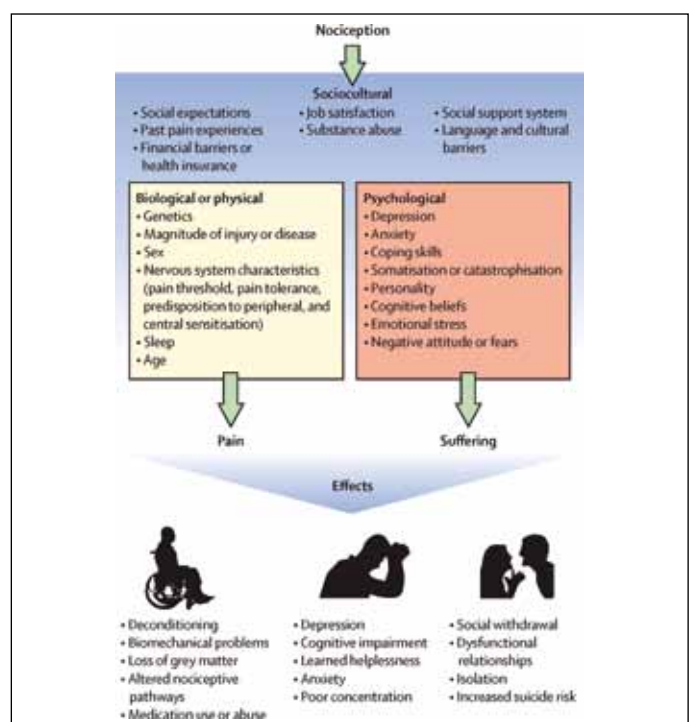 Nociception
Sociocultural
• Social expectations
• Past pain experiences
• Financial barriers or
health insurance
• Job satisfaction
• Substance abuse
• Social support system
• Language and cultural
barriers
Biological or physical
• Genetics
• Magnitude of injury or disease
• Sex
• Nervous system characteristics
(pain threshold, pain tolerance,
predisposition to peripheral, and
central sensitisation)
• Sleep
• Age
Psychological
• Depression
• Anxiety
• Coping skills
• Somatisation or catastrophisation
• Personality
• Cognitive beliefs
• Emotional stress
• Negative attitude or fears
Pain
Suffering
Effects
• Deconditioning
• Biomechanical problems
• Loss of grey matter
• Altered nociceptive
pathways
• Medication use or abuse
• Depression
• Cognitive impairment
• Learned helplessness
• Anxiety
• Poor concentration
• Social withdrawal
• Dysfunctional
relationships
• Isolation
• Increased suicide risk